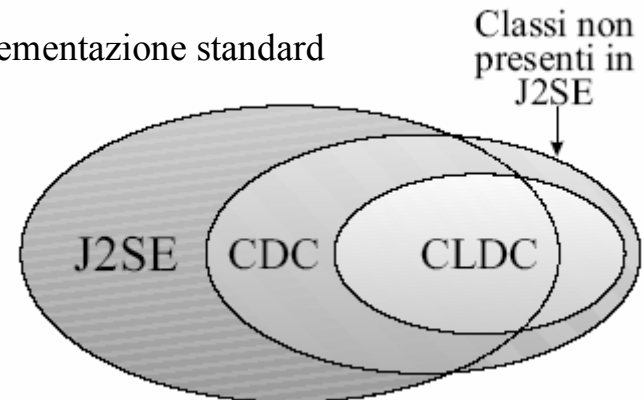 ementazione standard
Classi non
presenti in
J2SE
J2SE CDC CLDC